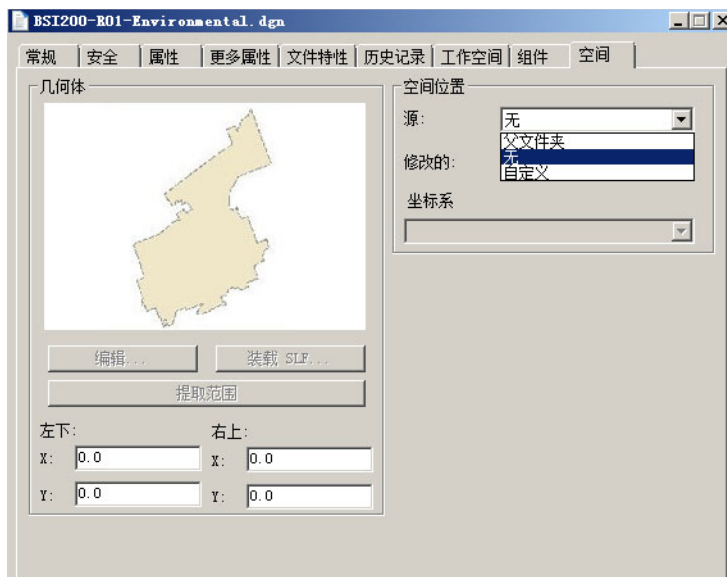 BSI200-R01-Environmental.dgn
常规 安全 属性 更多属性 文件特性 历史记录 工作空间 组件 空间
几何体
编辑...
装载 SLF...
提取范围
左下:
右上:
X: 0.0
X: 0.0
Y: 0.0
Y: 0.0
空间位置
源: 无
父文件夹
无
自定义
修改的:
坐标系